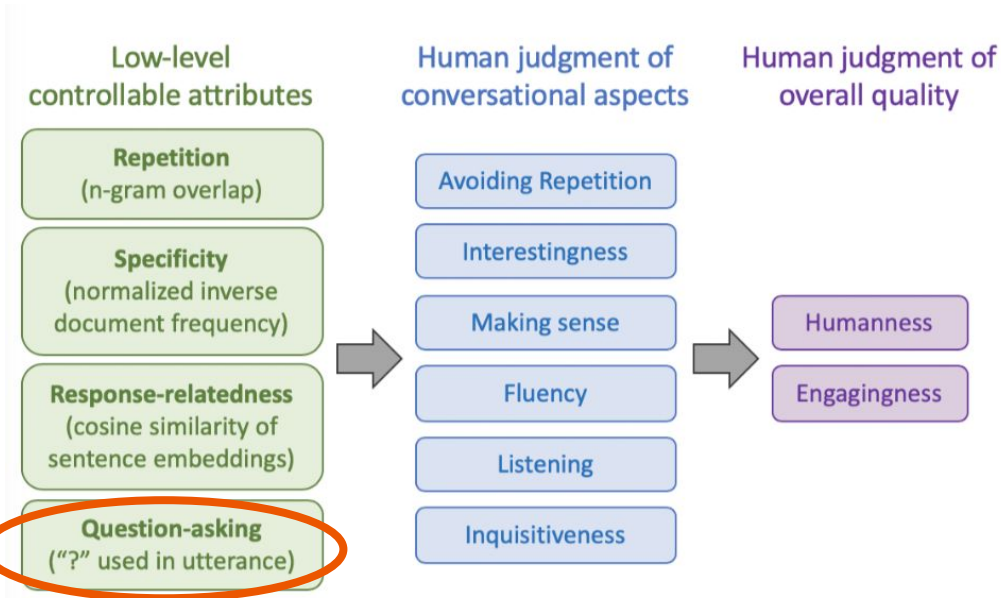 Low-level
controllable attributes
Repetition
(n-gram overlap)
Specificity
(normalized inverse
document frequency)
Response-relatedness
(cosine similarity of
sentence embeddings)
Question-asking
(“?” used in utterance)
Human judgment of
conversational aspects
Avoiding Repetition
Interestingness
Making sense
Fluency
Listening
Inquisitiveness
Human judgment of
overall quality
Humanness
Engagingness